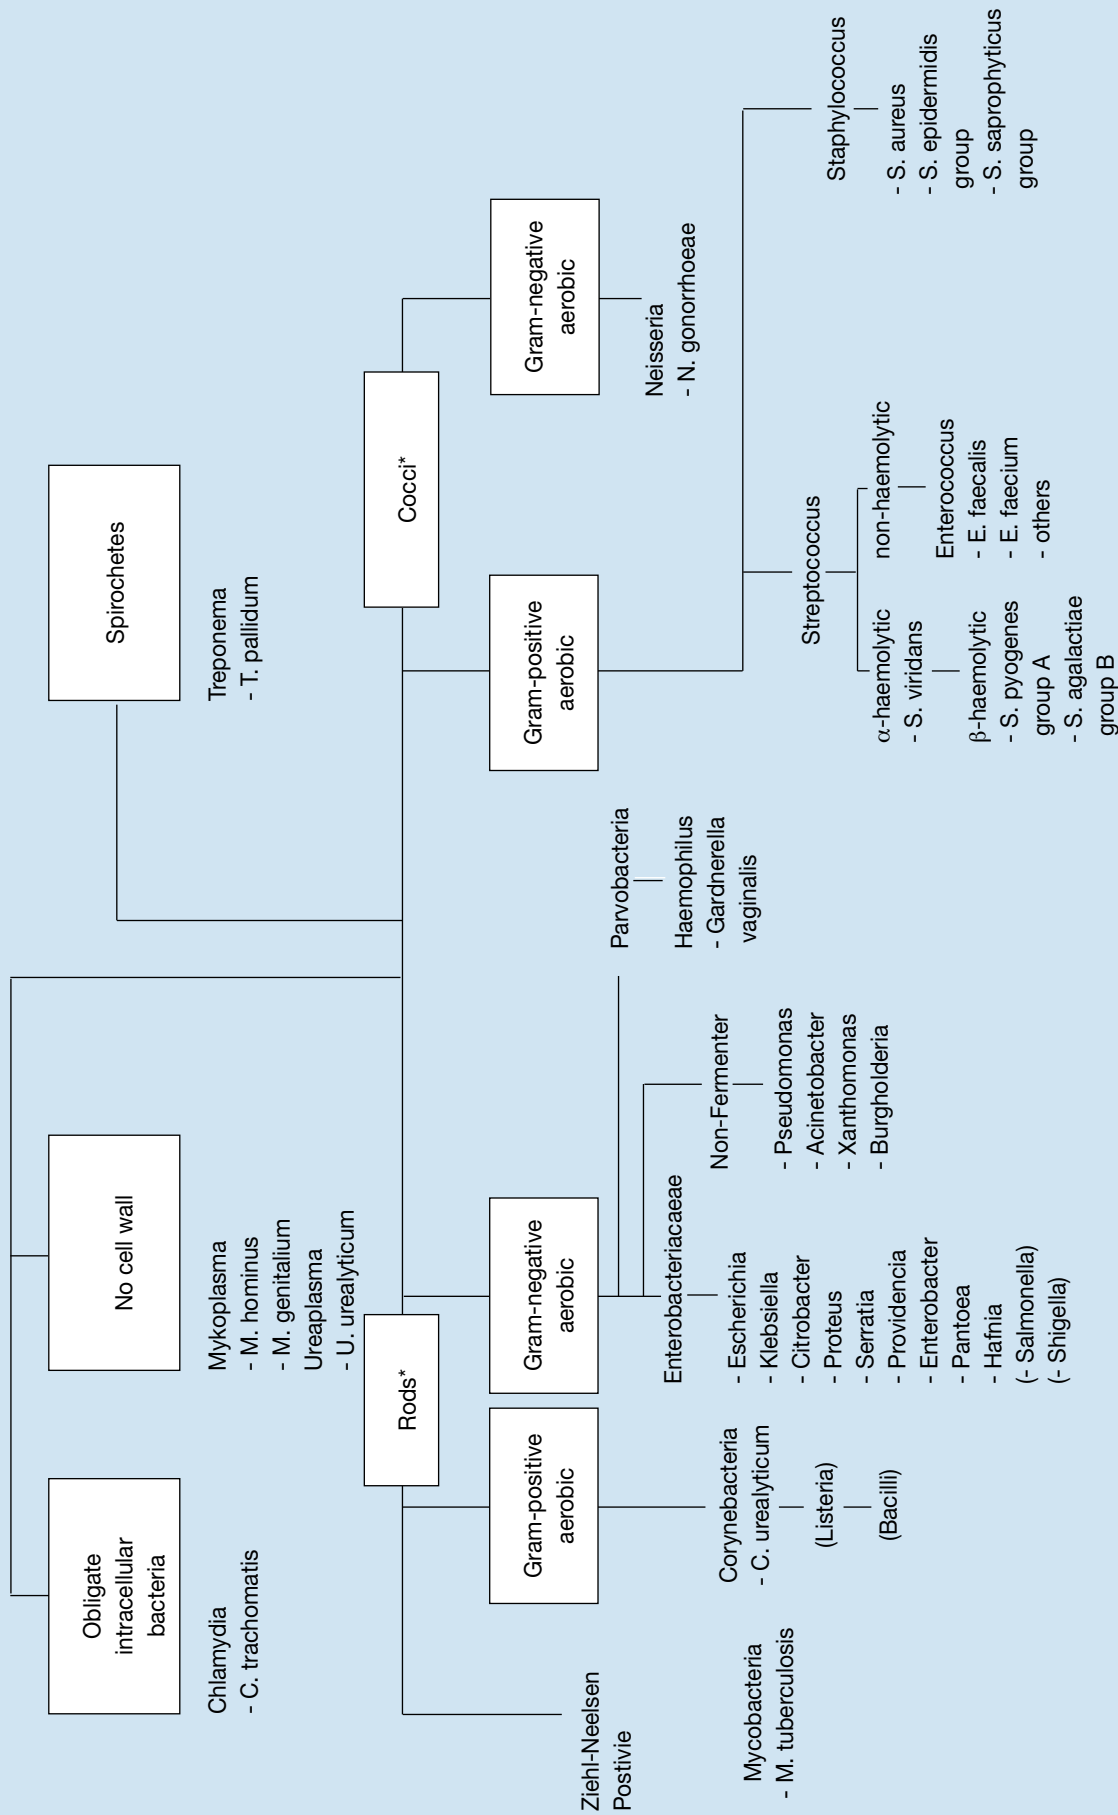 Obligate
intracellular
bacteria
Chlamydia
- C. trachomatis
No cell wall
Mykoplasma
- M. hominus
- M. genitalium
Ureaplasma
- U. urealyticum
Spirochetes
Treponema
- T. pallidum
Rods*
Cocci*
Ziehl-Neelsen
Postivie
Mycobacteria
- M. tuberculosis
Gram-positive
aerobic
Corynebacteria
- C. urealyticum
(Listeria)
(Bacilli)
Gram-negative
aerobic
Enterobacteriacaeae
- Escherichia
- Klebsiella
- Citrobacter
- Proteus
- Serratia
- Providencia
- Enterobacter
- Pantoea
- Hafnia
(- Salmonella)
(- Shigella)
Non-Fermenter
- Pseudomonas
- Acinetobacter
- Xanthomonas
- Burgholderia
Parvobacteria
Haemophilus
- Gardnerella
vaginalis
Gram-positive
aerobic
Streptococcus
α-haemolytic
- S. viridans
β-haemolytic
- S. pyogenes
group A
- S. agalactiae
group B
non-haemolytic
Enterococcus
- E. faecalis
- E. faecium
- others
Gram-negative
aerobic
Neisseria
- N. gonorrhoeae
Staphylococcus
- S. aureus
- S. epidermidis
group
- S. saprophyticus
group